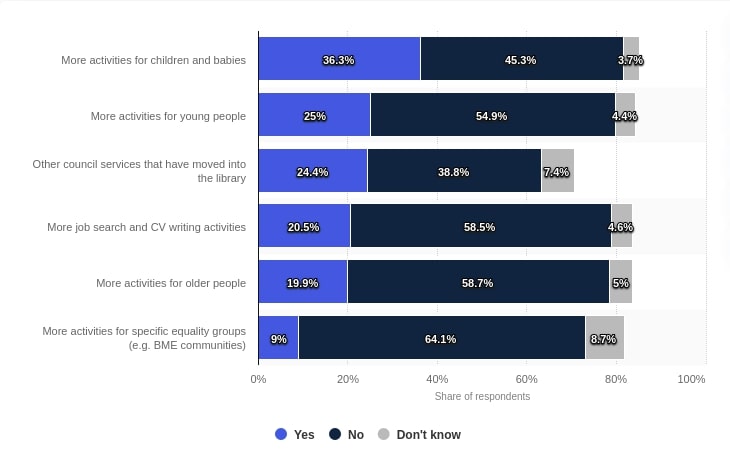 More activities for children and babies
36.3%
45.3%
3.7%
More activities for young people
25%
54.9%
4.4%
Other council services that have moved into
the library
24.4%
38.8%
7.4%
More job search and CV writing activities
20.5%
58.5%
4.6%
More activities for older people
19.9%
58.7%
5%
More activities for specific equality groups
(e.g. BME communities)
9%
64.1%
8.7%
0%
20%
40%
60%
80%
100%
Share of respondents
Yes
No
Don't know